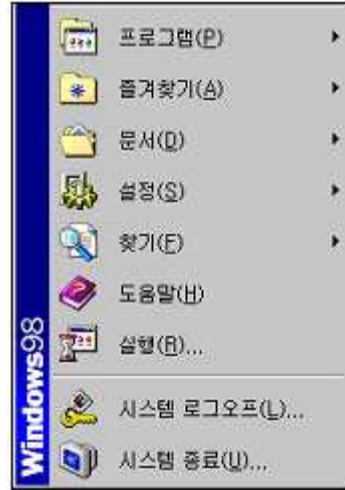 프로그램(P)
즐겨찾기(A)
문서(D)
설정(S)
찾기(F)
도움말(H)
실행(R)...
시스템 로그오프(L)...
시스템 종료(U)...
Windows98